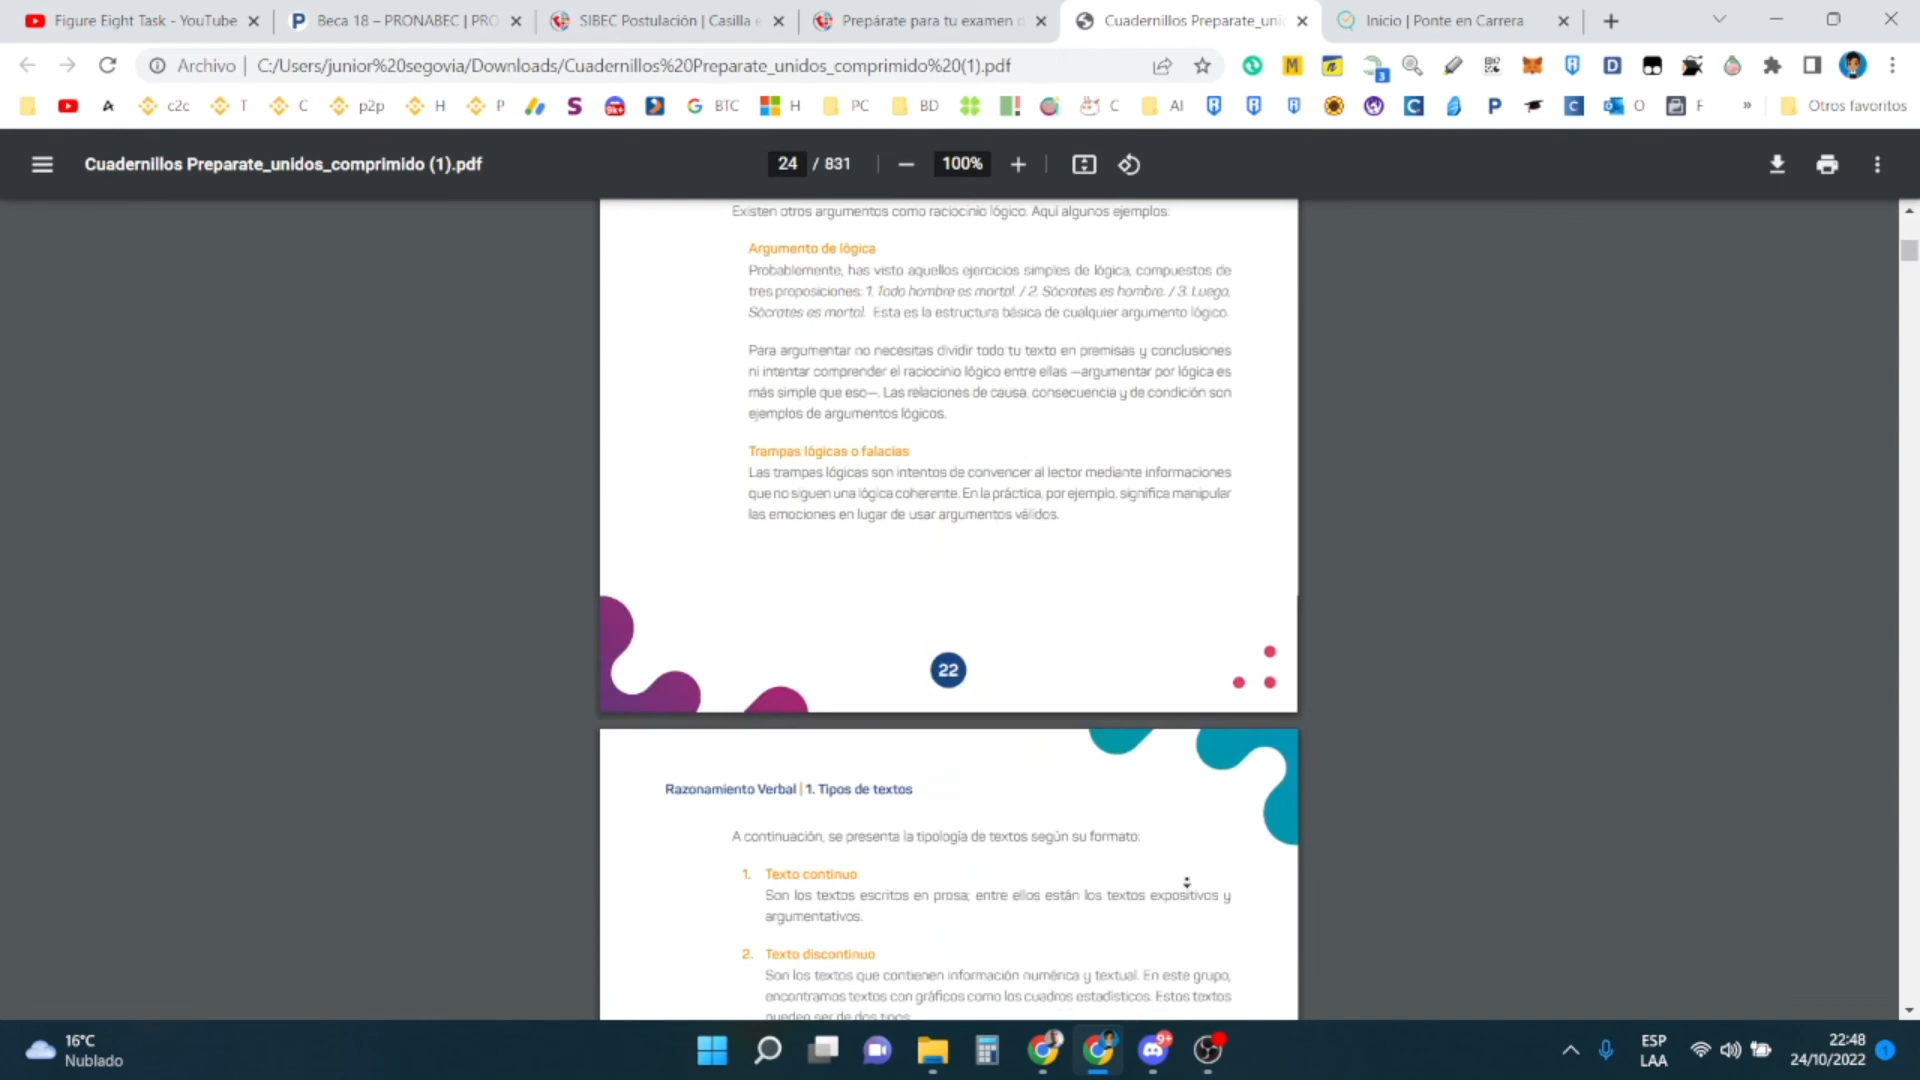 Figure Eight Task - YouTube
Beca 18 – PRONABEC | PRO
SIBEC Postulación | Casilla e
Prepárate para tu examen d
Cuadernillos Preparate_unid
Inicio | Ponte en Carrera
Archivo
C:/Users/junior%20segovia/Downloads/Cuadernillos%20Preparate_unidos_comprimido%20(1).pdf
c2c
T
C
p2p
H
P
BTC
H
PC
BD
C
AI
O
F
»
Otros favoritos
Cuadernillos Preparate_unidos_comprimido (1).pdf
24 / 831
100%
Existen otros argumentos como raciocinio lógico. Aquí algunos ejemplos:
Argumento de lógica
Probablemente, has visto aquellos ejercicios simples de lógica, compuestos de
tres proposiciones: 1. Todo hombre es mortal. / 2. Sócrates es hombre. / 3. Luego,
Sócrates es mortal. Esta es la estructura básica de cualquier argumento lógico.
Para argumentar no necesitas dividir todo tu texto en premisas y conclusiones
ni intentar comprender el raciocinio lógico entre ellas —argumentar por lógica es
más simple que eso—. Las relaciones de causa, consecuencia y de condición son
ejemplos de argumentos lógicos.
Trampas lógicas o falacias
Las trampas lógicas son intentos de convencer al lector mediante informaciones
que no siguen una lógica coherente. En la práctica, por ejemplo, significa manipular
las emociones en lugar de usar argumentos válidos.
22
Razonamiento Verbal | 1. Tipos de textos
A continuación, se presenta la tipología de textos según su formato:
1. Texto continuo
Son los textos escritos en prosa; entre ellos están los textos expositivos y
argumentativos.
2. Texto discontinuo
Son los textos que contienen información numérica y textual. En este grupo,
encontramos textos con gráficos como los cuadros estadísticos. Estos textos
pueden ser de dos tipos:
16°C
Nublado
9+
ESP
LAA
22:48
24/10/2022
1